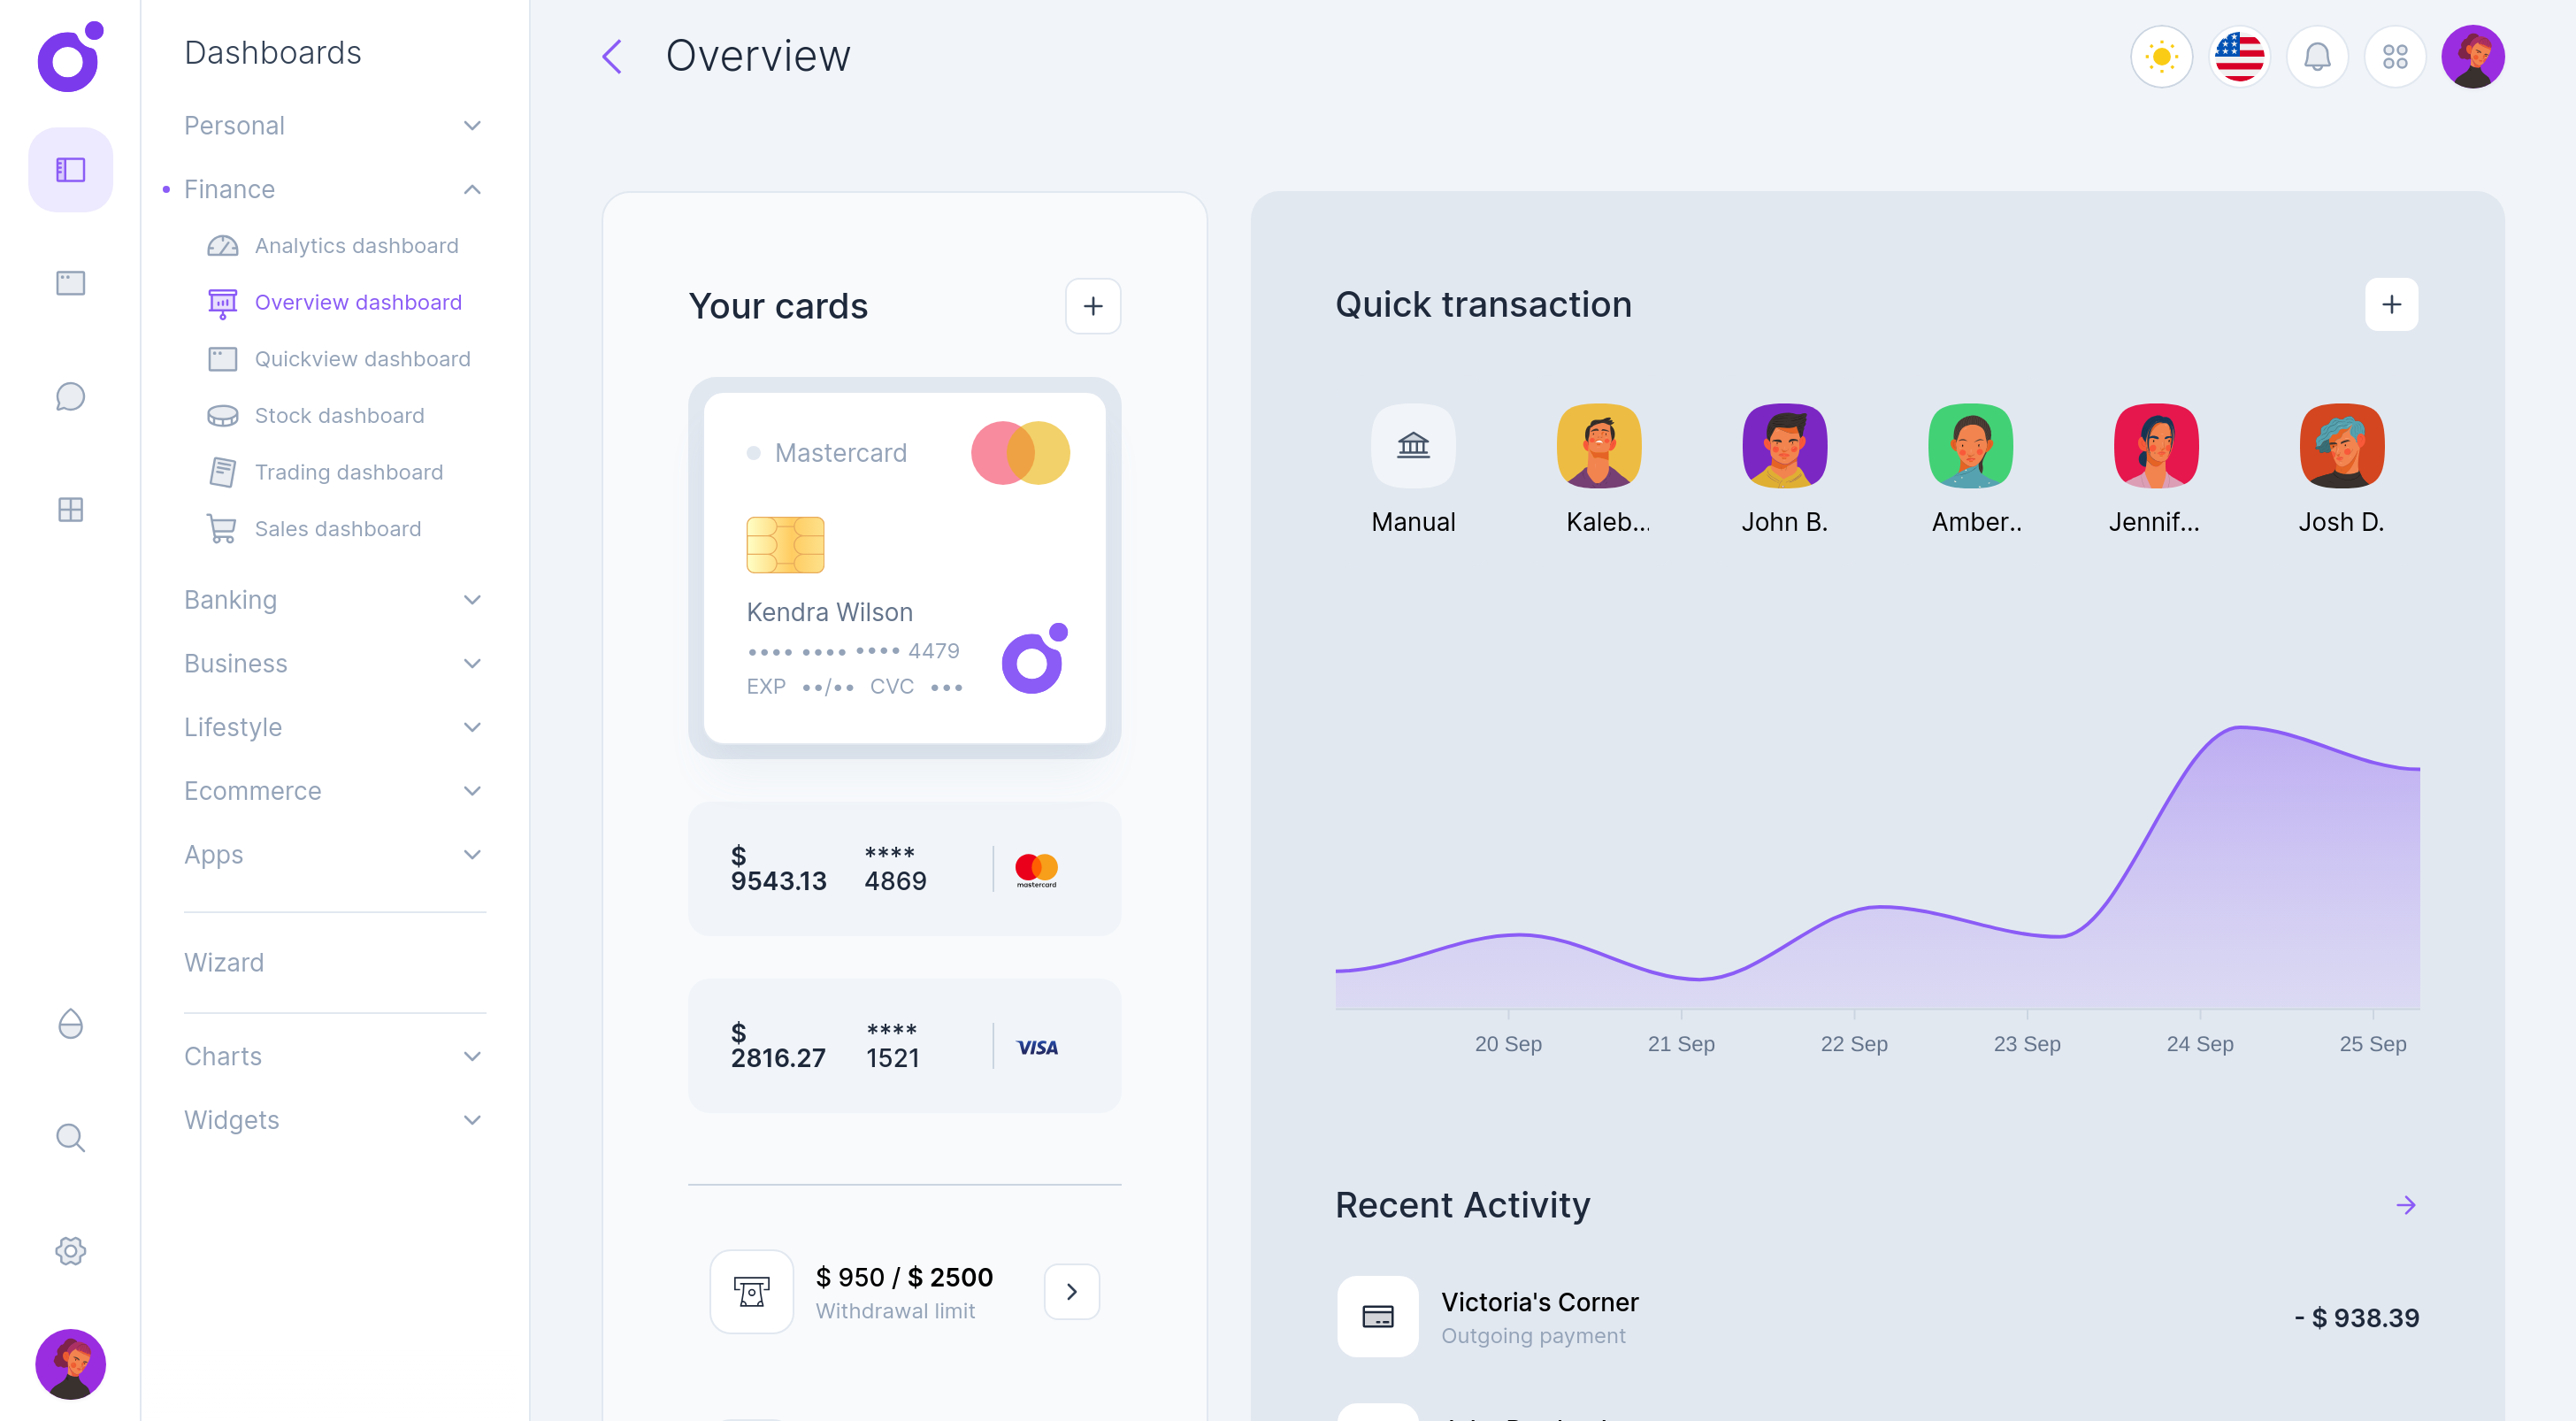 Dashboards
Personal
Finance
Analytics dashboard
Overview dashboard
Quickview dashboard
Stock dashboard
Trading dashboard
Sales dashboard
Banking
Business
Lifestyle
Ecommerce
Apps
Wizard
Charts
Widgets
Overview
Your cards
Mastercard
Kendra Wilson
•••• •••• •••• 4479
EXP ••/•• CVC •••
$
9543.13
****
4869
mastercard
$
2816.27
****
1521
VISA
$ 950 / $ 2500
Withdrawal limit
Quick transaction
Manual
Kaleb...
John B.
Amber..
Jennif...
Josh D.
20 Sep
21 Sep
22 Sep
23 Sep
24 Sep
25 Sep
Recent Activity
Victoria's Corner
Outgoing payment
- $ 938.39